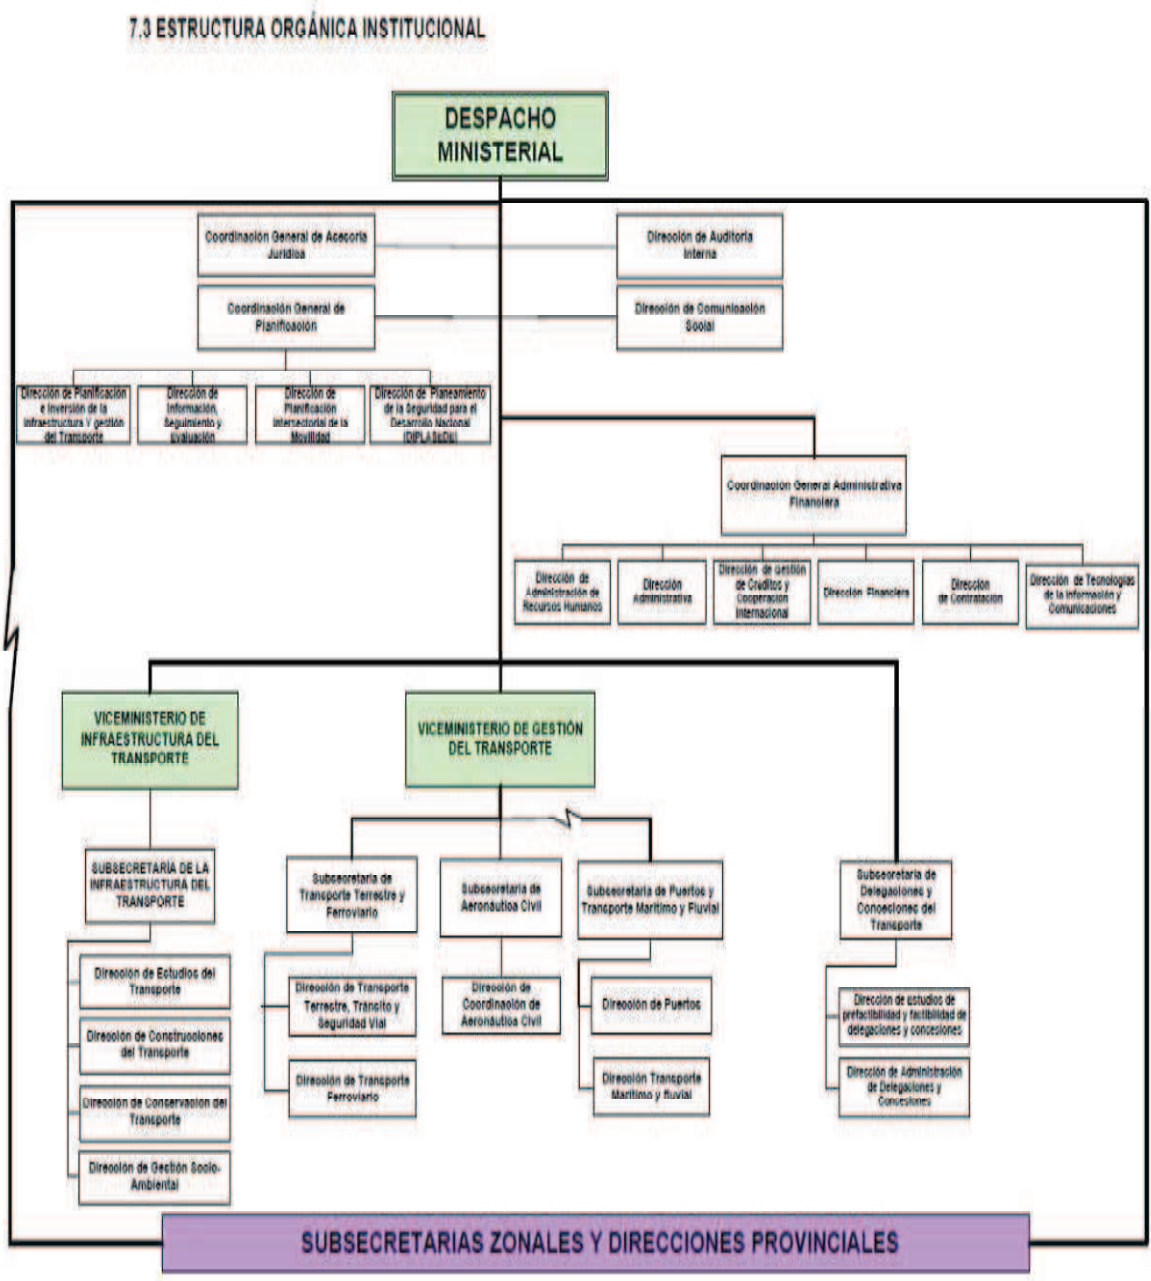 7.3 ESTRUCTURA ORGÁNICA INSTITUCIONAL
DESPACHO
MINISTERIAL
Coordinación General de Acecoría
Jurídica
Dirección de Auditoría
Interna
Coordinación General de
Planificación
Dirección de Comunicación
Social
Dirección de Planificación
e Inversión de la
Infraestructura Y gestión
del Transporte
Dirección de
Información,
Seguimiento y
Evaluación
Dirección de
Planificación
Intersectorial de la
Movilidad
Dirección de Planeamiento
de la Seguridad para el
Desarrollo Nacional
(DIPLASEDE)
Coordinación General Administrativa
Financiera
Dirección de
Administración de
Recursos Humanos
Dirección
Administrativa
Dirección de Gestión
de Créditos y
Cooperación
Internacional
Dirección Financiera
Dirección
de Contratación
Dirección de Tecnologías
de la Información y
Comunicaciones
VICEMINISTERIO DE
INFRAESTRUCTURA DEL
TRANSPORTE
VICEMINISTERIO DE GESTIÓN
DEL TRANSPORTE
SUBSECRETARÍA DE LA
INFRAESTRUCTURA DEL
TRANSPORTE
Dirección de Estudios del
Transporte
Dirección de Construcciones
del Transporte
Dirección de Conservación del
Transporte
Dirección de Gestión Socio-
Ambiental
Subsecretaria de
Transporte Terrestre y
Ferroviario
Dirección de Transporte
Terrestre, Tránsito y
Seguridad Vial
Dirección de Transporte
Ferroviario
Subsecretaria de
Aeronáutica Civil
Dirección de
Coordinación de
Aeronáutica Civil
Subsecretaria de Puertos y
Transporte Marítimo y Fluvial
Dirección de Puertos
Dirección Transporte
Marítimo y fluvial
Subsecretaria de
Delegaciones y
Concesiones del
Transporte
Dirección de Estudios de
prefactibilidad y factibilidad de
delegaciones y concesiones
Dirección de Administración
de Delegaciones y
Concesiones
SUBSECRETARIAS ZONALES Y DIRECCIONES PROVINCIALES